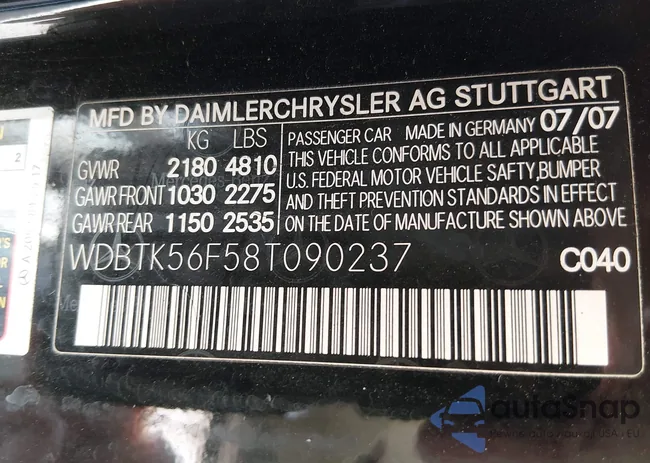 MFD BY DAIMLERCHRYSLER AG STUTTGART
KG LBS
GVWR 2180 4810
GAWR FRONT 1030 2275
GAWR REAR 1150 2535
PASSENGER CAR MADE IN GERMANY 07/07
THIS VEHICLE CONFORMS TO ALL APPLICABLE
U.S. FEDERAL MOTOR VEHICLE SAFTY, BUMPER
AND THEFT PREVENTION STANDARDS IN EFFECT
ON THE DATE OF MANUFACTURE SHOWN ABOVE
WDBTK56F58T090237 C040
2
autoSnap